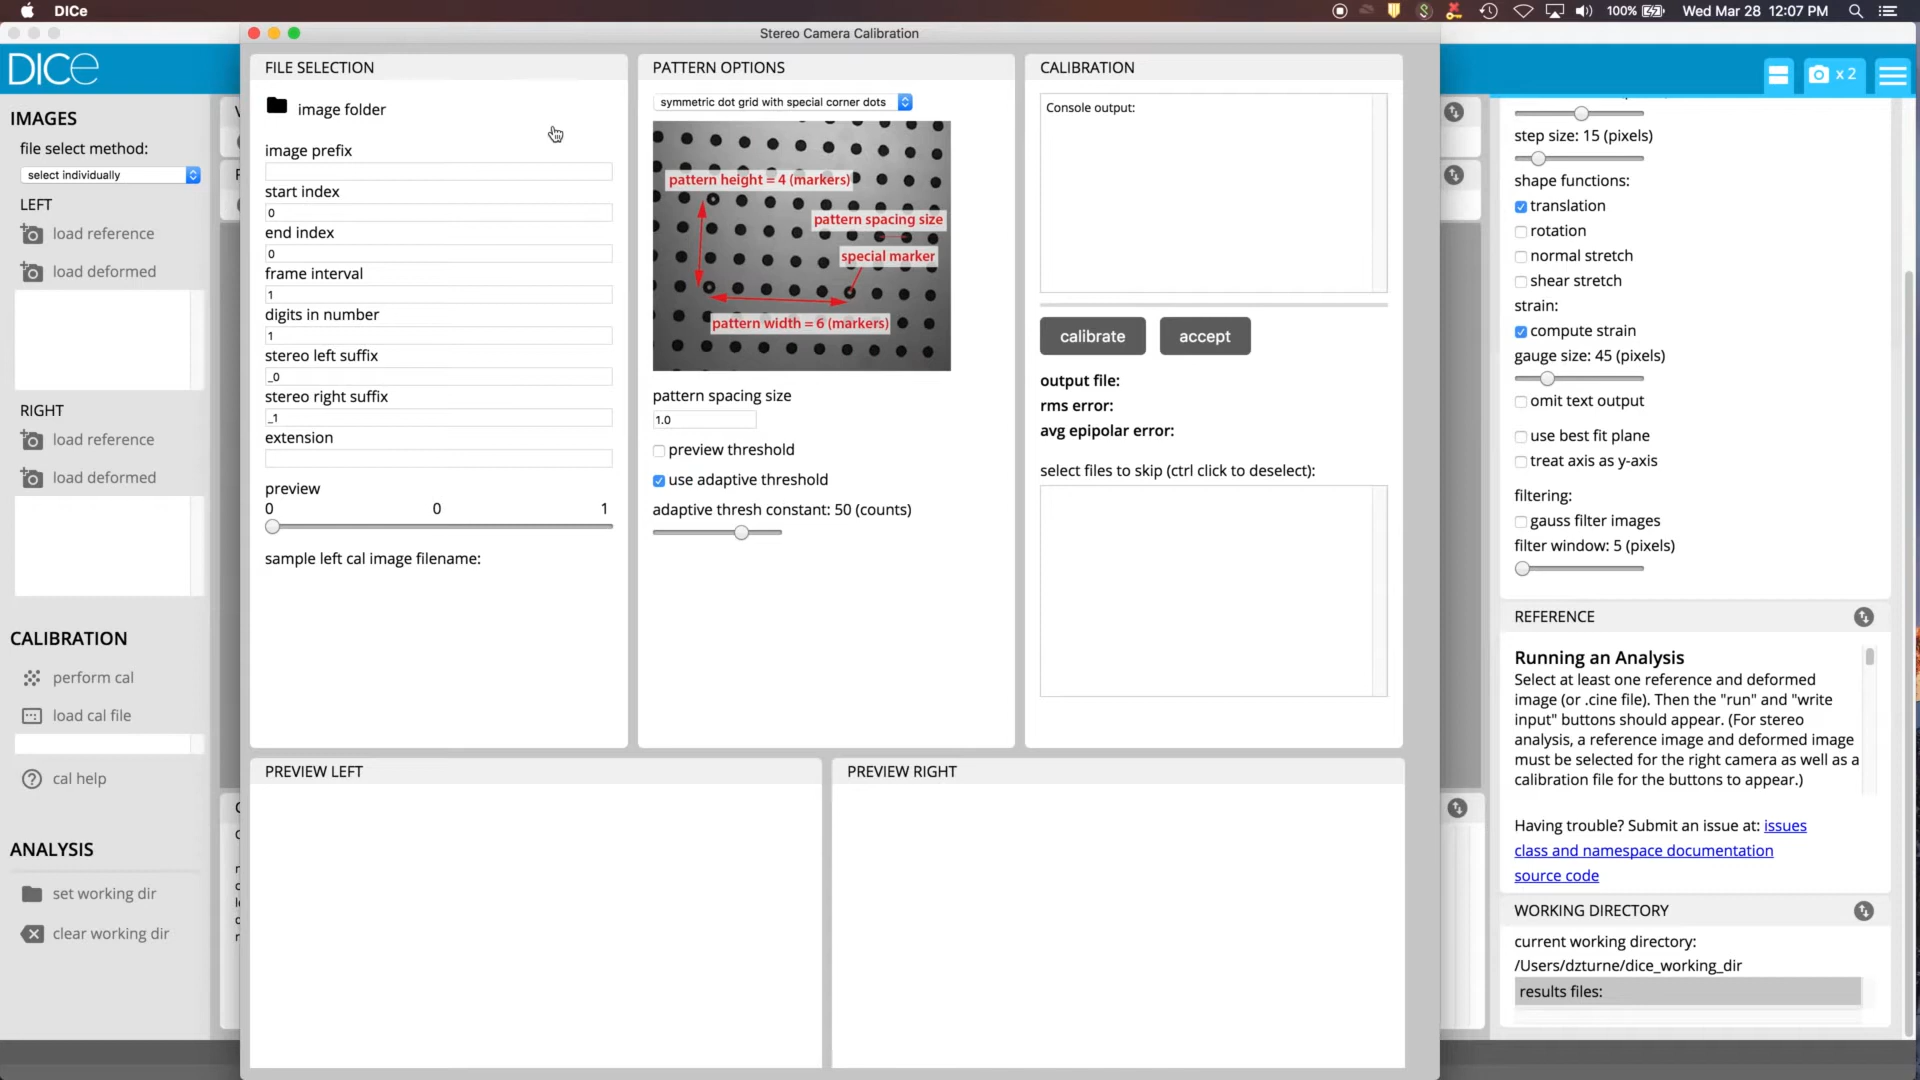 DICe
100%
Wed Mar 28 12:07 PM
Stereo Camera Calibration
DICe
x 2
IMAGES
file select method:
select individually
LEFT
load reference
load deformed
RIGHT
load reference
load deformed
CALIBRATION
perform cal
load cal file
cal help
ANALYSIS
set working dir
clear working dir
FILE SELECTION
image folder
image prefix
start index
0
end index
0
frame interval
1
digits in number
1
stereo left suffix
_0
stereo right suffix
_1
extension
preview
0 0 1
sample left cal image filename:
PATTERN OPTIONS
symmetric dot grid with special corner dots
pattern height = 4 (markers)
pattern spacing size
special marker
pattern width = 6 (markers)
pattern spacing size
1.0
preview threshold
use adaptive threshold
adaptive thresh constant: 50 (counts)
CALIBRATION
Console output:
calibrate accept
output file:
rms error:
avg epipolar error:
select files to skip (ctrl click to deselect):
PREVIEW LEFT
PREVIEW RIGHT
step size: 15 (pixels)
shape functions:
translation
rotation
normal stretch
shear stretch
strain:
compute strain
gauge size: 45 (pixels)
omit text output
use best fit plane
treat axis as y-axis
filtering:
gauss filter images
filter window: 5 (pixels)
REFERENCE
Running an Analysis
Select at least one reference and deformed
image (or .cine file). Then the "run" and "write
input" buttons should appear. (For stereo
analysis, a reference image and deformed image
must be selected for the right camera as well as a
calibration file for the buttons to appear.)
Having trouble? Submit an issue at: issues
class and namespace documentation
source code
WORKING DIRECTORY
current working directory:
/Users/dzturne/dice_working_dir
results files: